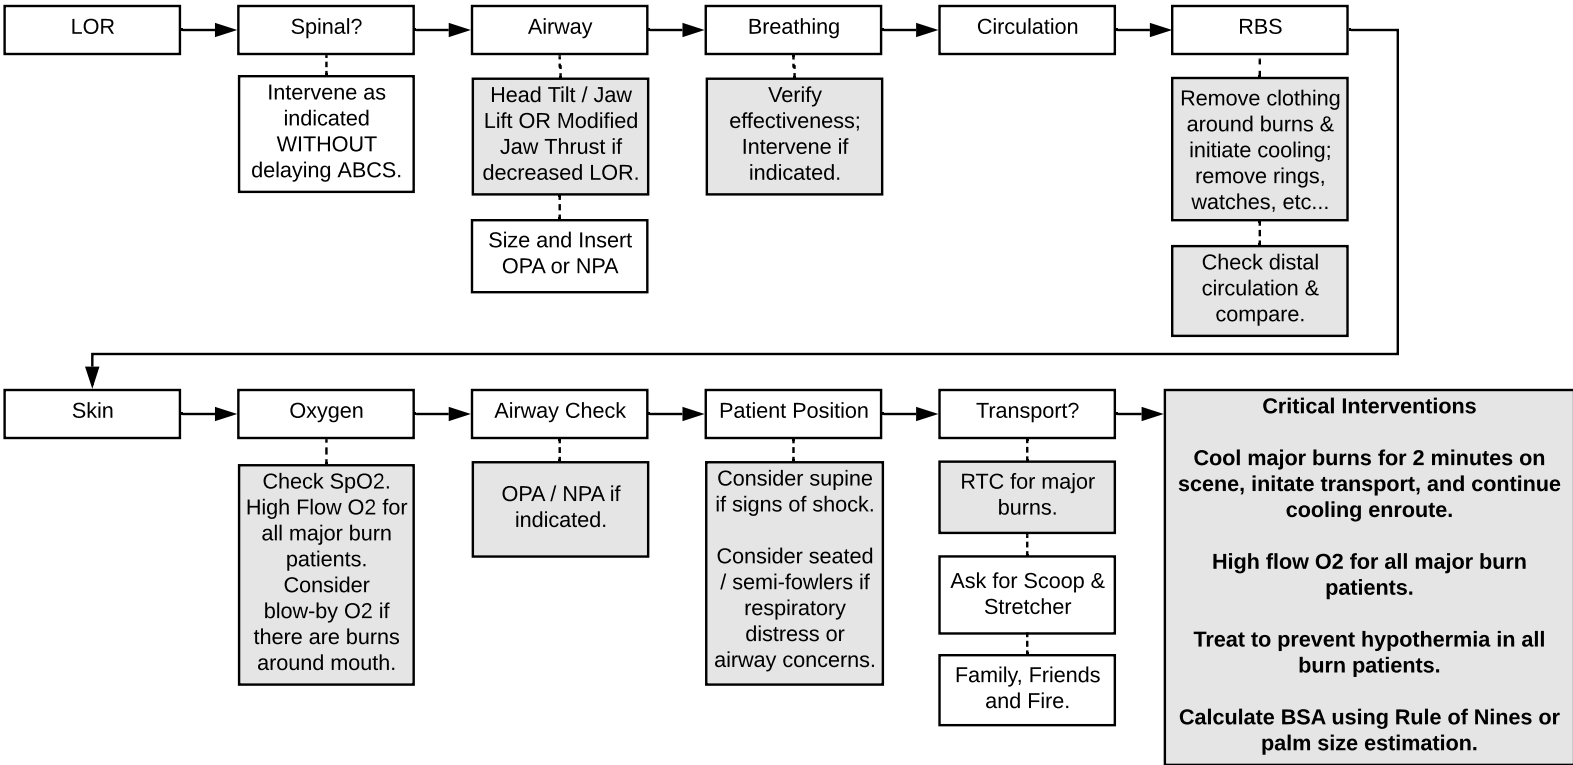 LOR
Spinal?
Airway
Breathing
Circulation
RBS
Intervene as
indicated
WITHOUT
delaying ABCS.
Head Tilt / Jaw
Lift OR Modified
Jaw Thrust if
decreased LOR.
Size and Insert
OPA or NPA
Verify
effectiveness;
Intervene if
indicated.
Remove clothing
around burns &
initiate cooling;
remove rings,
watches, etc...
Check distal
circulation &
compare.
Skin
Oxygen
Airway Check
Patient Position
Transport?
Check SpO2.
High Flow O2 for
all major burn
patients.
Consider
blow-by O2 if
there are burns
around mouth.
OPA / NPA if
indicated.
Consider supine
if signs of shock.
Consider seated
/ semi-fowlers if
respiratory
distress or
airway concerns.
RTC for major
burns.
Ask for Scoop &
Stretcher
Family, Friends
and Fire.
Critical Interventions
Cool major burns for 2 minutes on
scene, initate transport, and continue
cooling enroute.
High flow O2 for all major burn
patients.
Treat to prevent hypothermia in all
burn patients.
Calculate BSA using Rule of Nines or
palm size estimation.